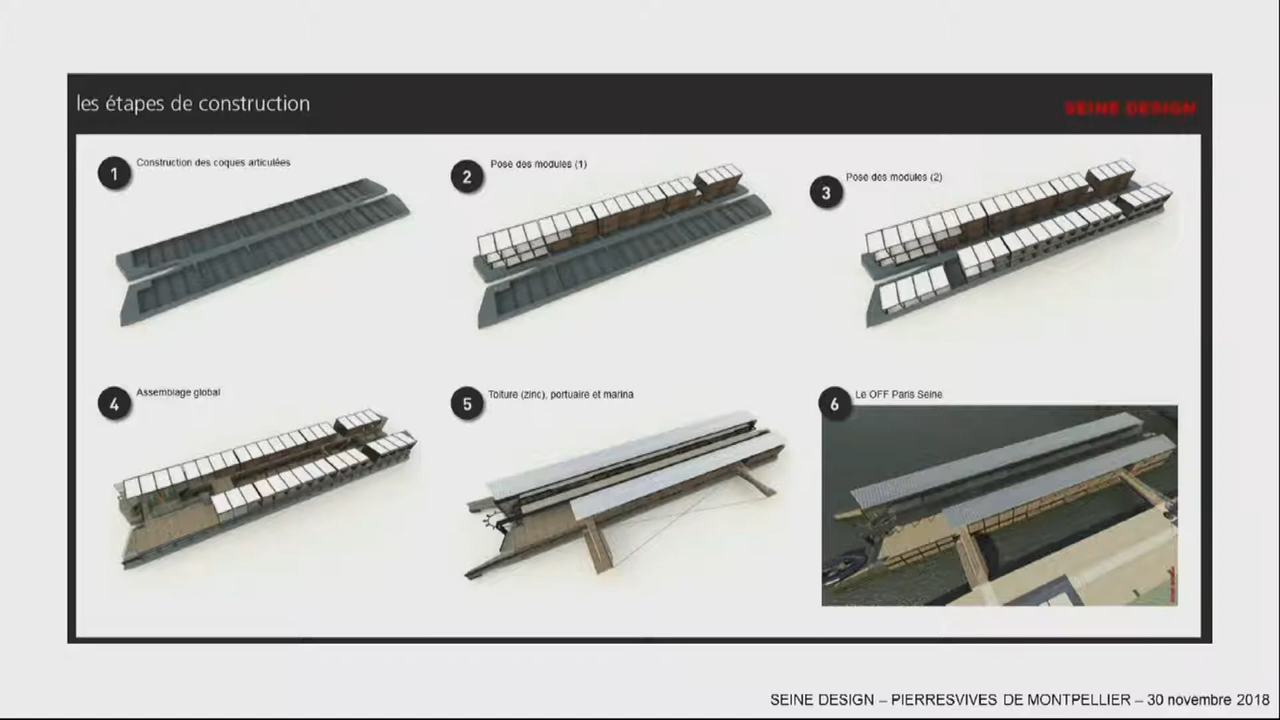 les étapes de construction
SEINE DESIGN
1
Construction des coques articulées
2
Pose des modules (1)
3
Pose des modules (2)
4
Assemblage global
5
Toiture (zinc), portuaire et marina
6
Le OFF Paris Seine
SEINE DESIGN – PIERRESVIVES DE MONTPELLIER – 30 novembre 2018